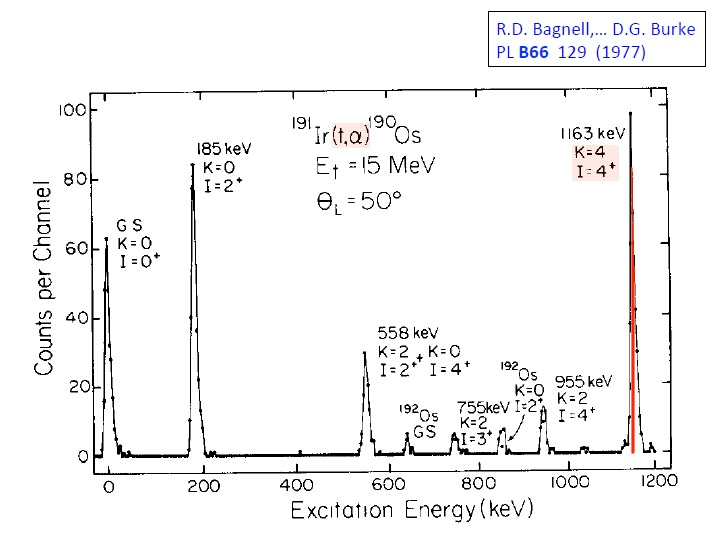 R.D. Bagnell,... D.G. Burke
PL B66 129 (1977)
191Ir(t,α)190Os
Et = 15 MeV
ΘL = 50°
GS
K=0
I=0+
185 keV
K=0
I=2+
558 keV
K=2, K=0
I=2+ I=4+
192Os
GS
755keV
K=2
I=3+
192Os
K=0
I=2+
955 keV
K=2
I=4+
1163 keV
K=4
I=4+
Counts per Channel
100
80
60
40
20
0
0 200 400 600 800 1000 1200
Excitation Energy (keV)